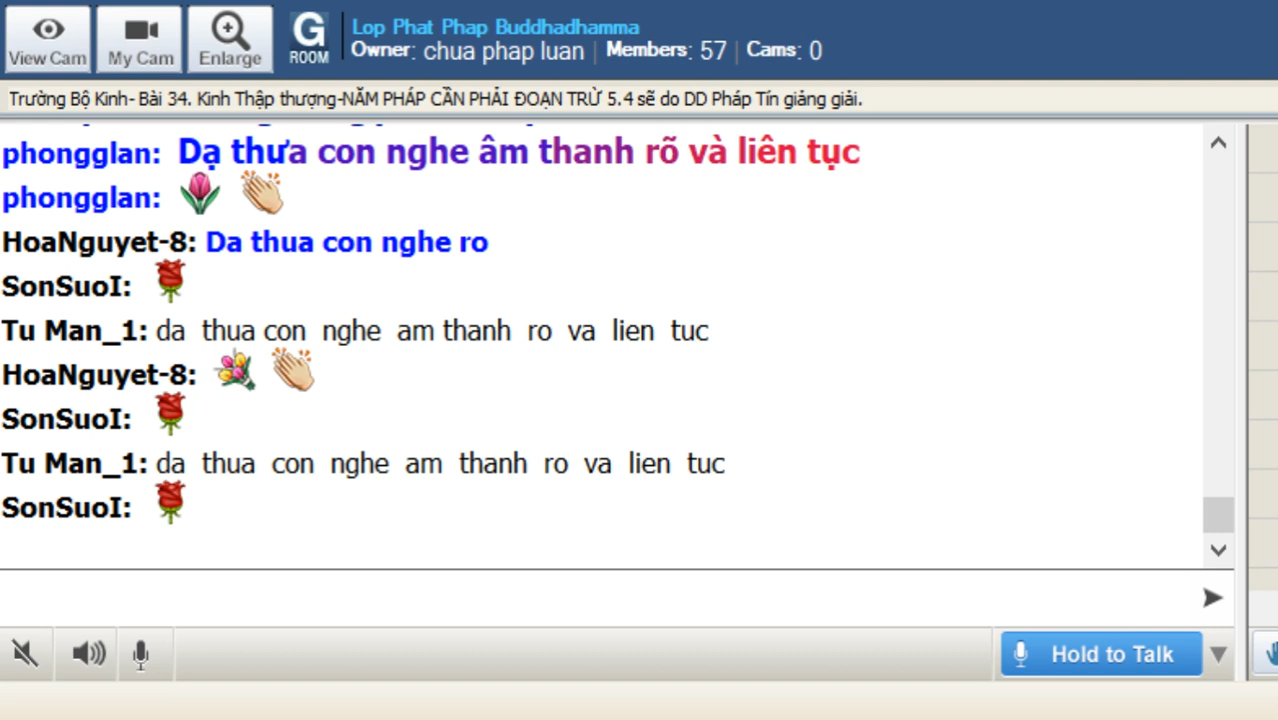 View Cam
My Cam
Enlarge
G
ROOM
Lop Phat Phap Buddhadhamma
Owner: chua phap luan | Members: 57 | Cams: 0
Trường Bộ Kinh- Bài 34. Kinh Thập thượng-NĂM PHÁP CẦN PHẢI ĐOẠN TRỪ 5.4 sẽ do DD Pháp Tín giảng giải.
phongglan: Dạ thưa con nghe âm thanh rõ và liên tục
phongglan:
HoaNguyet-8: Da thua con nghe ro
SonSuoI:
Tu Man_1: da thua con nghe am thanh ro va lien tuc
HoaNguyet-8:
SonSuoI:
Tu Man_1: da thua con nghe am thanh ro va lien tuc
SonSuoI:
Hold to Talk